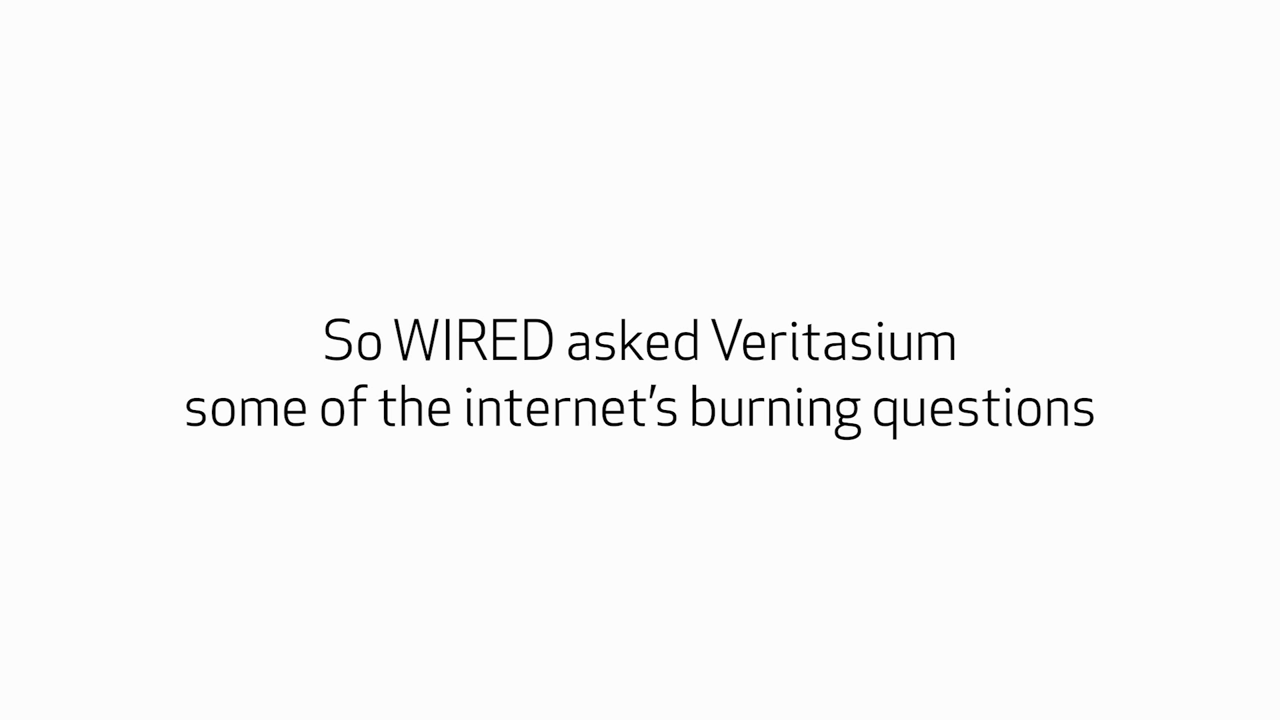 So WIRED asked Veritasium
some of the internet’s burning questions